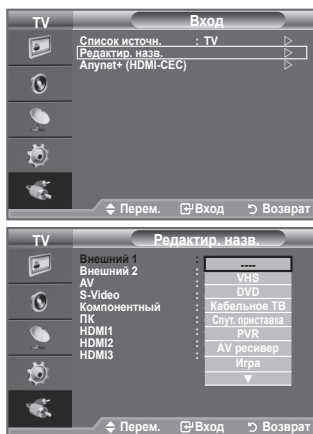 TV Вход
Список источн. : TV ▷
Редактир. назв. ▷
Anynet+ (HDMI-CEC) ▷
Перем. Вход Возврат
TV Редактир. назв.
Внешний 1 : ----
Внешний 2 : VHS
AV : DVD
S-Video : Кабельное ТВ
Компонентный : Спут. приставка
ПК : PVR
HDMI1 : AV ресивер
HDMI2 : Игра
HDMI3 : ▼
Перем. Вход Возврат